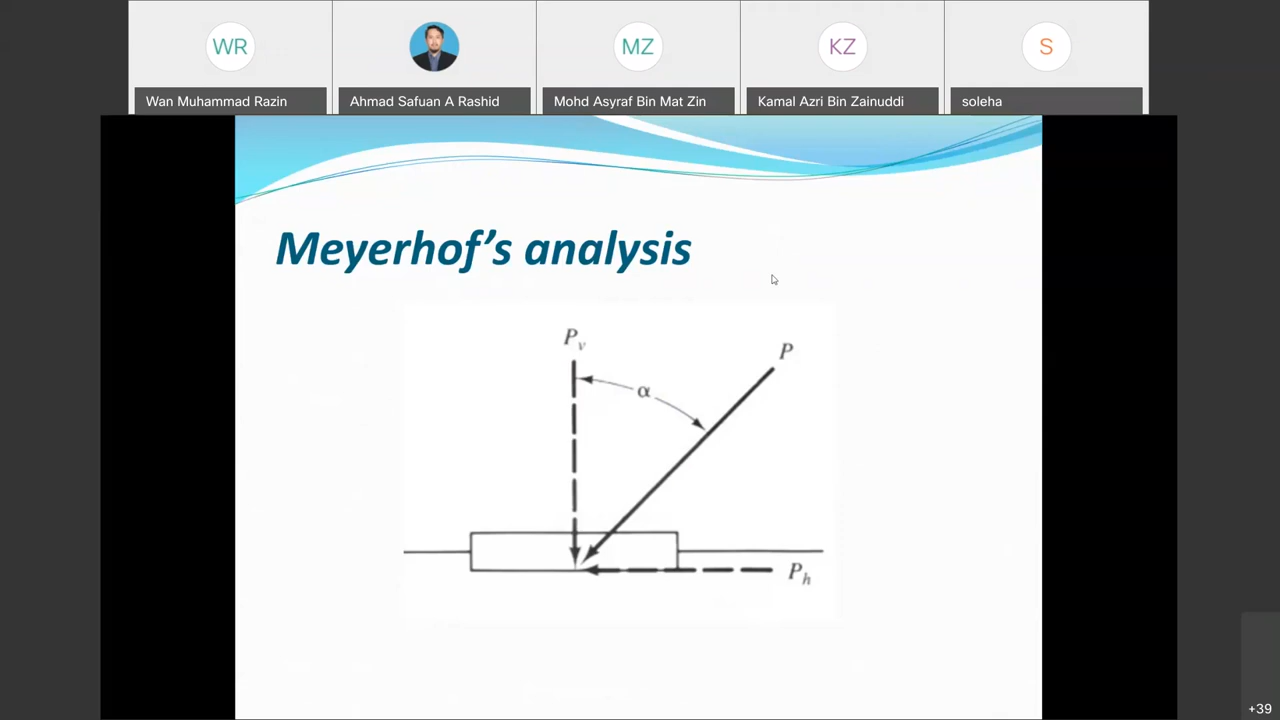 WR
MZ
KZ
S
Wan Muhammad Razin
Ahmad Safuan A Rashid
Mohd Asyraf Bin Mat Zin
Kamal Azri Bin Zainuddi
soleha
Meyerhof's analysis
Pv
P
α
Ph
+39